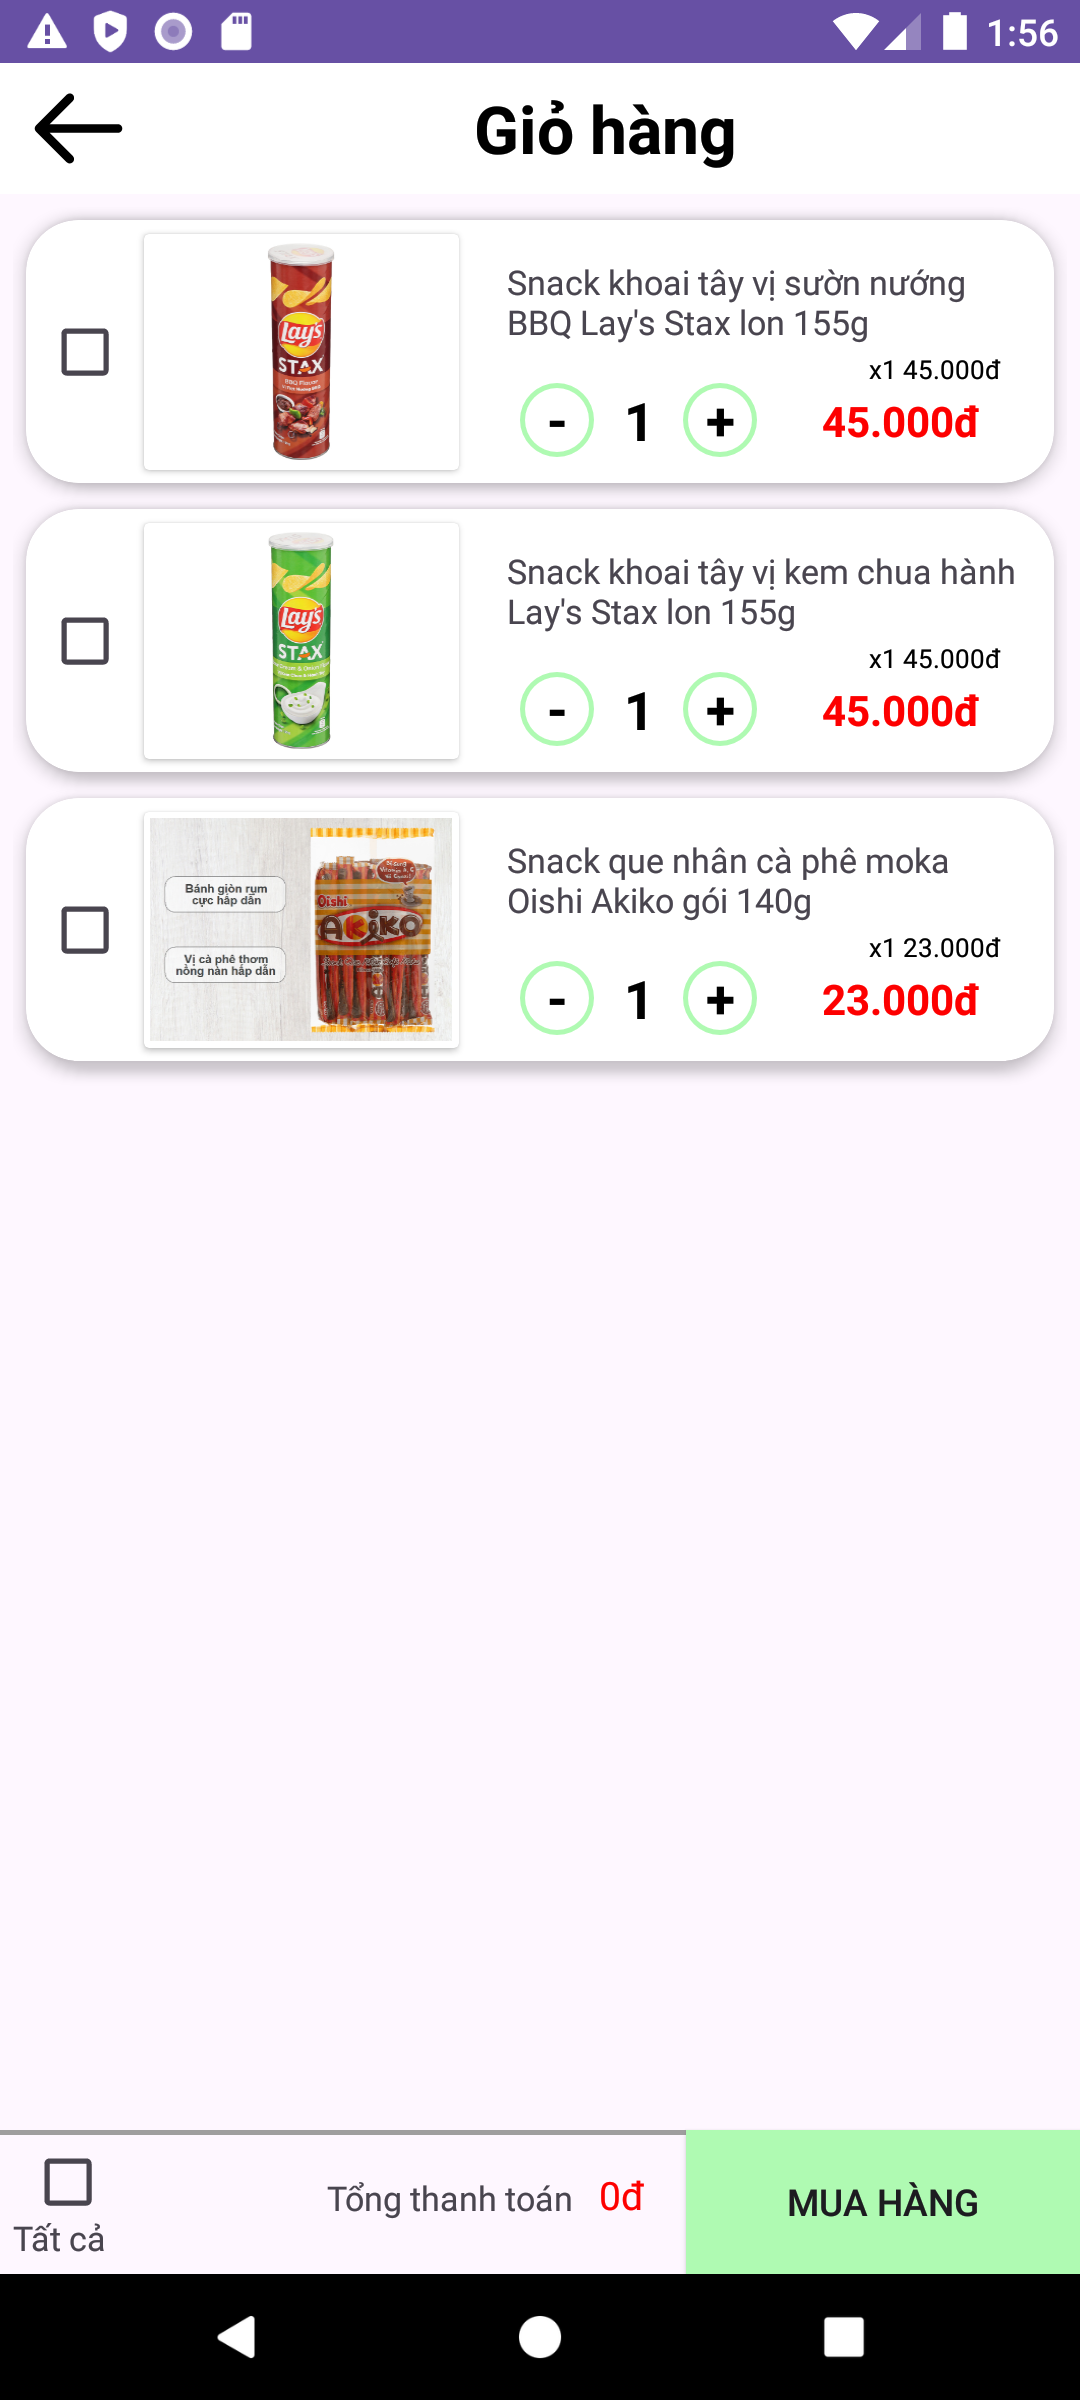 1:56
Giỏ hàng
Lay's
STAX
Snack khoai tây vị sườn nướng
BBQ Lay's Stax lon 155g
x1 45.000đ
- 1 + 45.000đ
Lay's
STAX
Snack khoai tây vị kem chua hành
Lay's Stax lon 155g
x1 45.000đ
- 1 + 45.000đ
Bánh giòn rụm
cực hấp dẫn
Vị cà phê thơm
nồng nàn hấp dẫn
Oishi
AKIKO
Snack que nhân cà phê moka
Oishi Akiko gói 140g
x1 23.000đ
- 1 + 23.000đ
Tất cả
Tổng thanh toán 0đ
MUA HÀNG